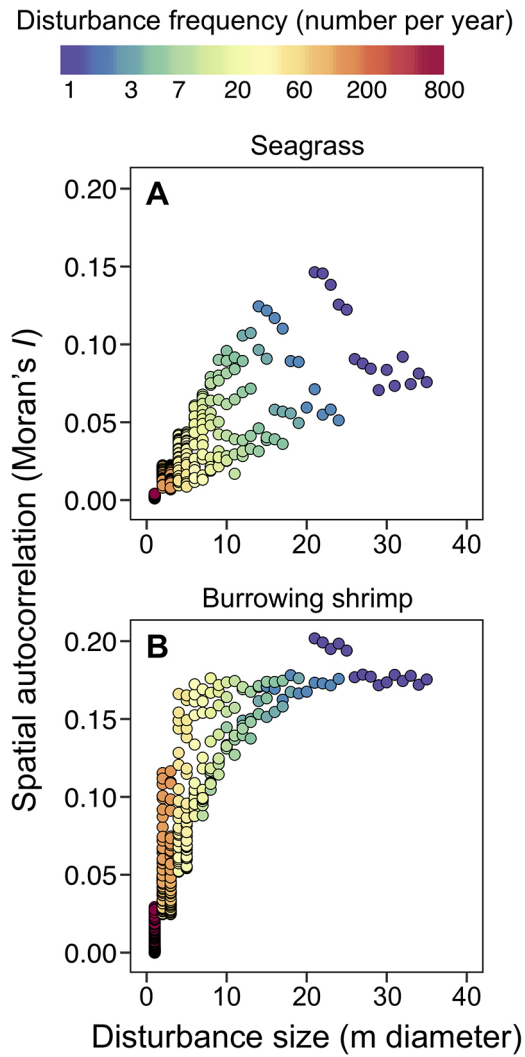 Disturbance frequency (number per year)
1 3 7 20 60 200 800
Seagrass
A
0.20
0.15
0.10
0.05
0.00
0 10 20 30 40
Spatial autocorrelation (Moran's I)
Burrowing shrimp
B
0.20
0.15
0.10
0.05
0.00
0 10 20 30 40
Disturbance size (m diameter)